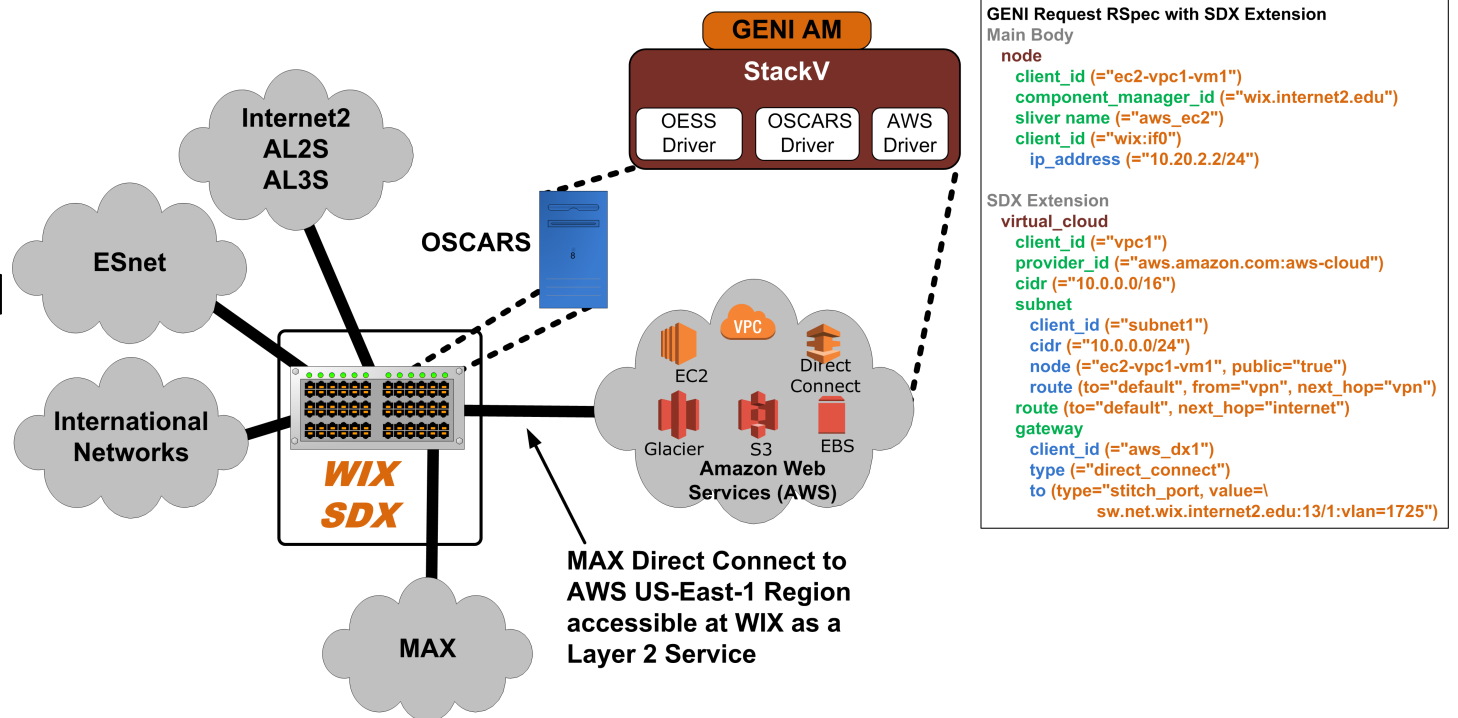 GENI AM
StackV
OESS
Driver
OSCARS
Driver
AWS
Driver
Internet2
AL2S
AL3S
ESnet
OSCARS
8
International
Networks
WIX
SDX
VPC
EC2
Direct
Connect
Glacier
S3
EBS
Amazon Web
Services (AWS)
MAX
MAX Direct Connect to
AWS US-East-1 Region
accessible at WIX as a
Layer 2 Service
GENI Request RSpec with SDX Extension
Main Body
node
client_id (="ec2-vpc1-vm1")
component_manager_id (="wix.internet2.edu")
sliver name (="aws_ec2")
client_id (="wix:if0")
ip_address (="10.20.2.2/24")
SDX Extension
virtual_cloud
client_id (="vpc1")
provider_id (="aws.amazon.com:aws-cloud")
cidr (="10.0.0.0/16")
subnet
client_id (="subnet1")
cidr (="10.0.0.0/24")
node (="ec2-vpc1-vm1", public="true")
route (to="default", from="vpn", next_hop="vpn")
route (to="default", next_hop="internet")
gateway
client_id (="aws_dx1")
type (="direct_connect")
to (type="stitch_port, value=\
sw.net.wix.internet2.edu:13/1:vlan=1725")